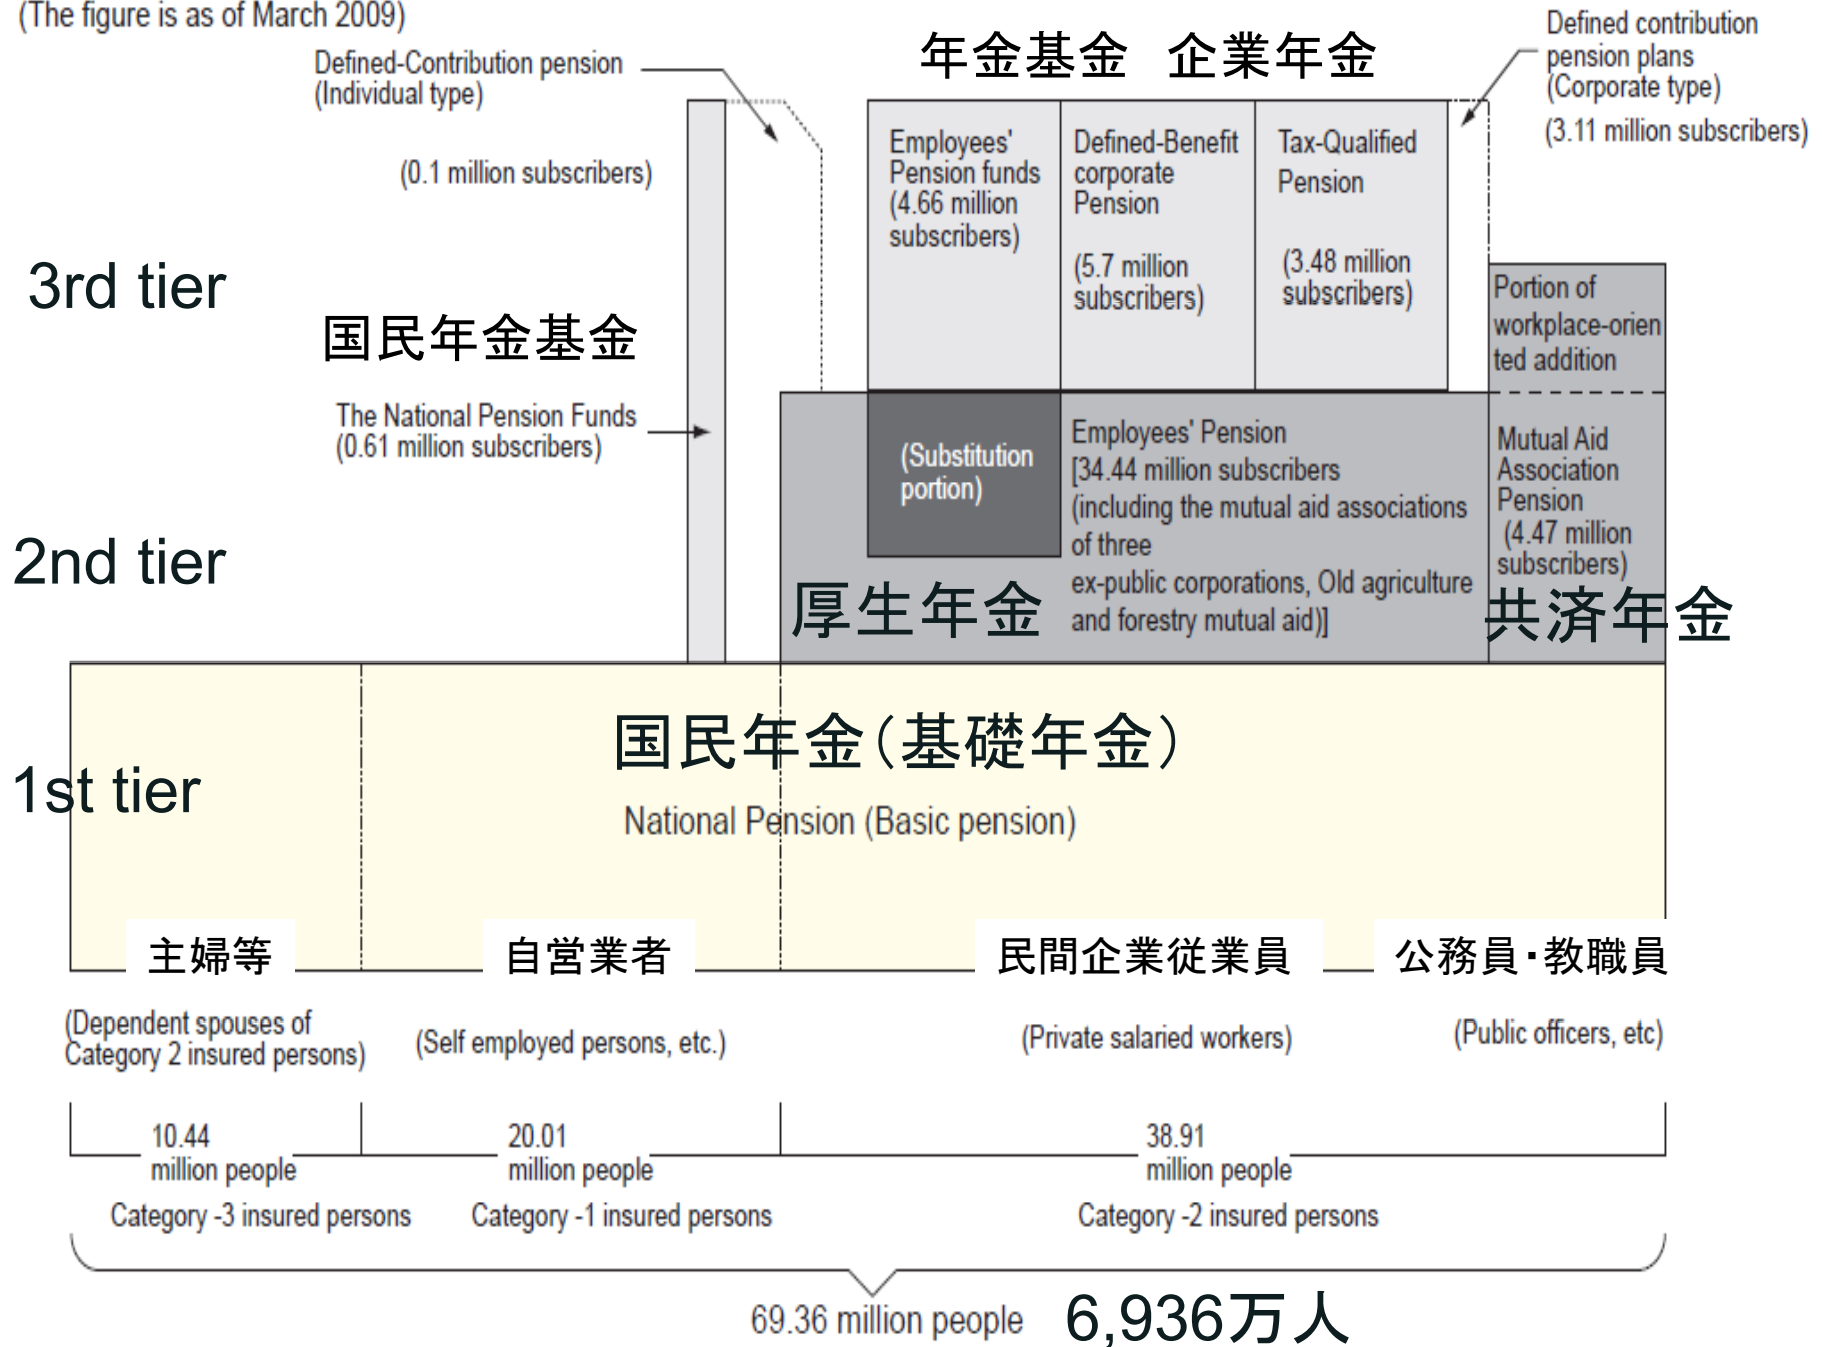 (The figure is as of March 2009)
Defined-Contribution pension
(Individual type)
(0.1 million subscribers)
年金基金 企業年金
Defined contribution
pension plans
(Corporate type)
(3.11 million subscribers)
Employees'
Pension funds
(4.66 million
subscribers)
Defined-Benefit
corporate
Pension
(5.7 million
subscribers)
Tax-Qualified
Pension
(3.48 million
subscribers)
3rd tier
Portion of
workplace-orien
ted addition
国民年金基金
The National Pension Funds
(0.61 million subscribers)
(Substitution
portion)
Employees' Pension
[34.44 million subscribers
(including the mutual aid associations
of three
ex-public corporations, Old agriculture
and forestry mutual aid)]
Mutual Aid
Association
Pension
(4.47 million
subscribers)
2nd tier
厚生年金
共済年金
国民年金(基礎年金)
1st tier
National Pension (Basic pension)
主婦等
自営業者
民間企業従業員
公務員・教職員
(Dependent spouses of
Category 2 insured persons)
(Self employed persons, etc.)
(Private salaried workers)
(Public officers, etc)
10.44
million people
20.01
million people
38.91
million people
Category -3 insured persons
Category -1 insured persons
Category -2 insured persons
69.36 million people
6,936万人